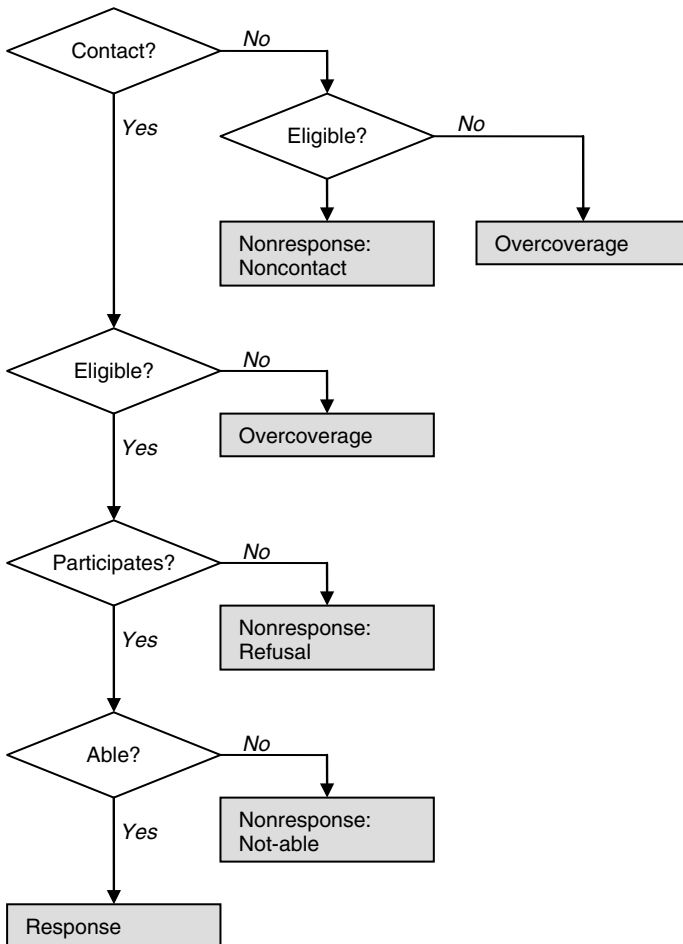 Contact?
No
Yes
Eligible?
No
Nonresponse:
Noncontact
Overcoverage
Eligible?
No
Yes
Overcoverage
Participates?
No
Yes
Nonresponse:
Refusal
Able?
No
Yes
Nonresponse:
Not-able
Response